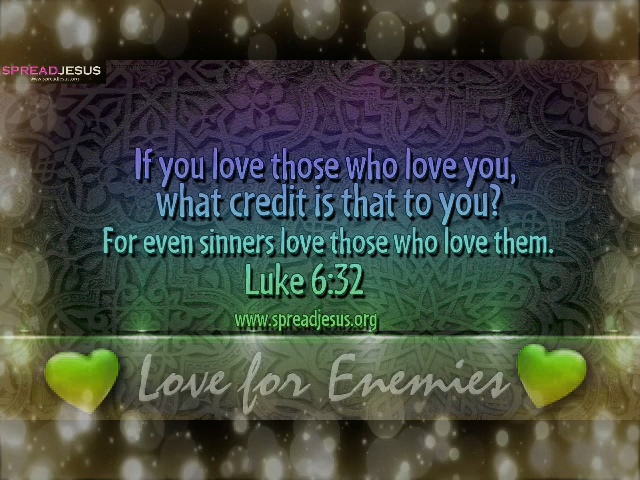 SPREADJESUS
www.spreadjesus.org
If you love those who love you,
what credit is that to you?
For even sinners love those who love them.
Luke 6:32
www.spreadjesus.org
Love for Enemies